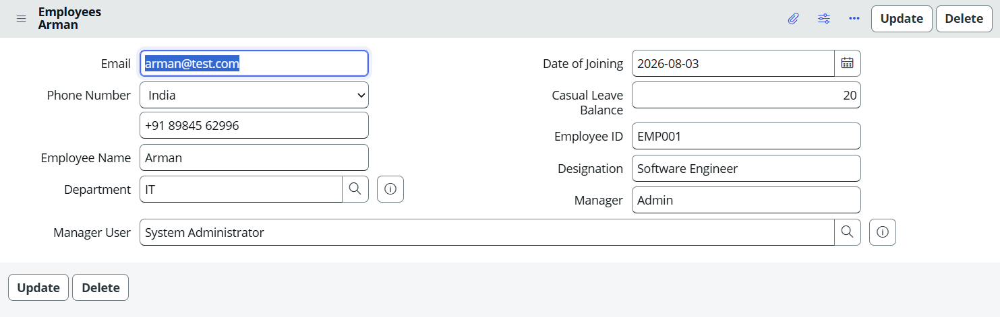 Employees
Arman
Update
Delete
Email
arman@test.com
Phone Number
India
+91 89845 62996
Employee Name
Arman
Department
IT
Date of Joining
2026-08-03
Casual Leave
Balance
20
Employee ID
EMP001
Designation
Software Engineer
Manager
Admin
Manager User
System Administrator
Update
Delete